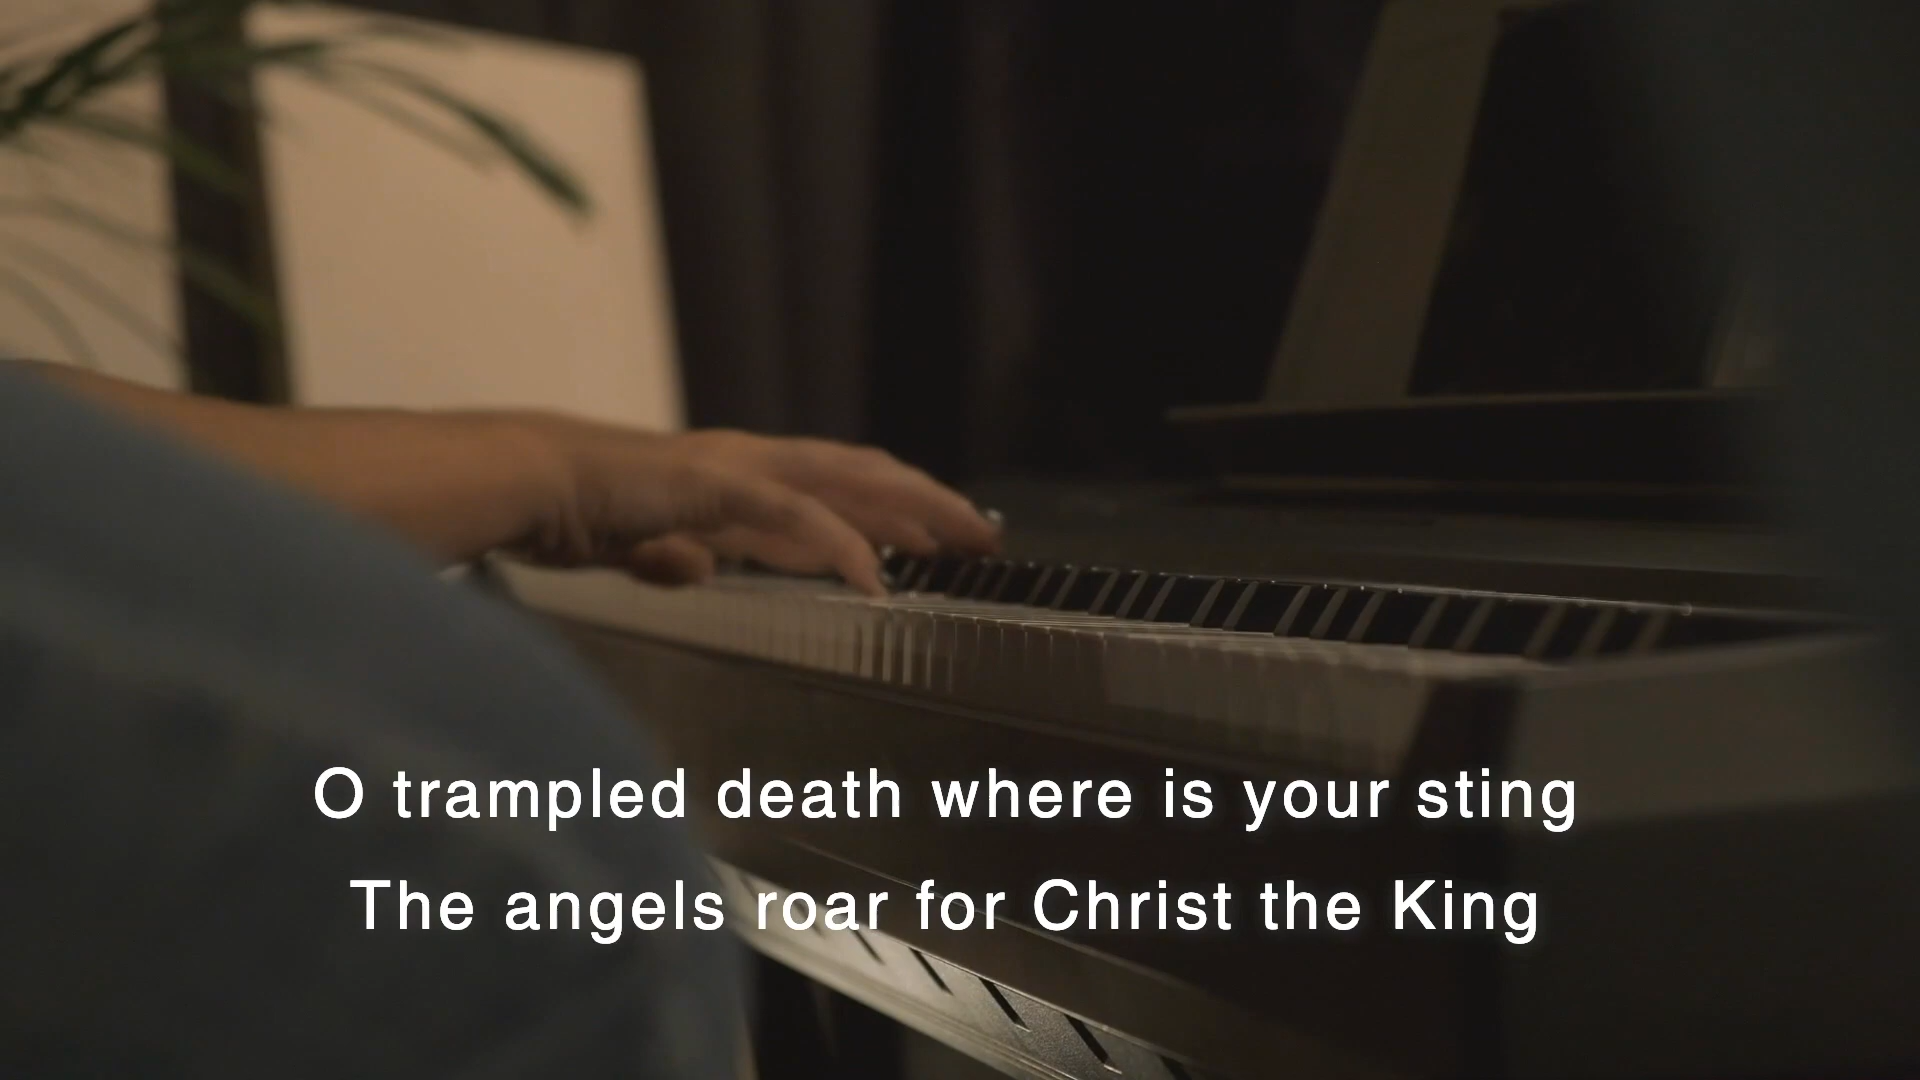 O trampled death where is your sting
The angels roar for Christ the King